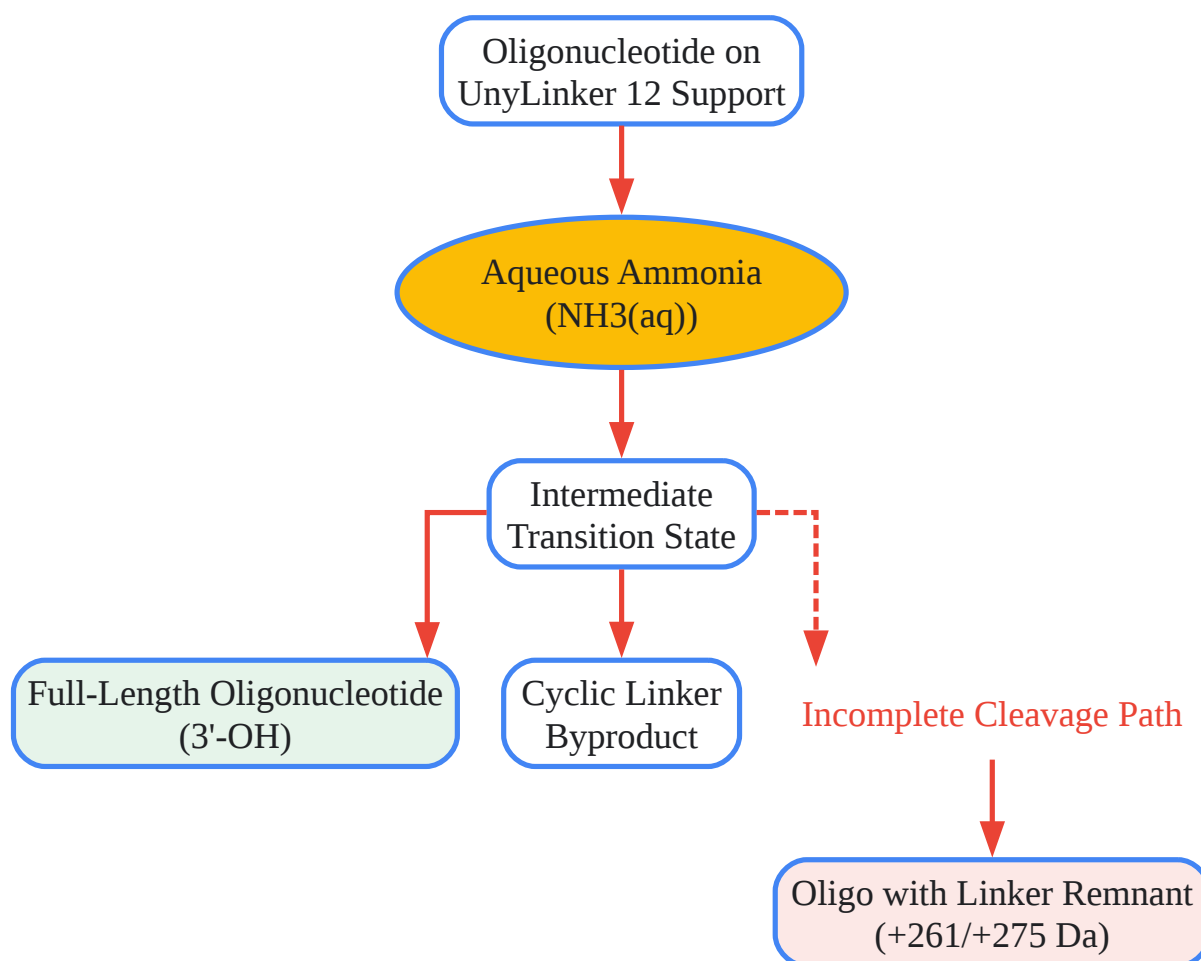 Oligonucleotide on
UnyLinker 12 Support
Aqueous Ammonia
(NH3(aq))
Intermediate
Transition State
Full-Length Oligonucleotide
(3'-OH)
Cyclic Linker
Byproduct
Incomplete Cleavage Path
Oligo with Linker Remnant
(+261/+275 Da)